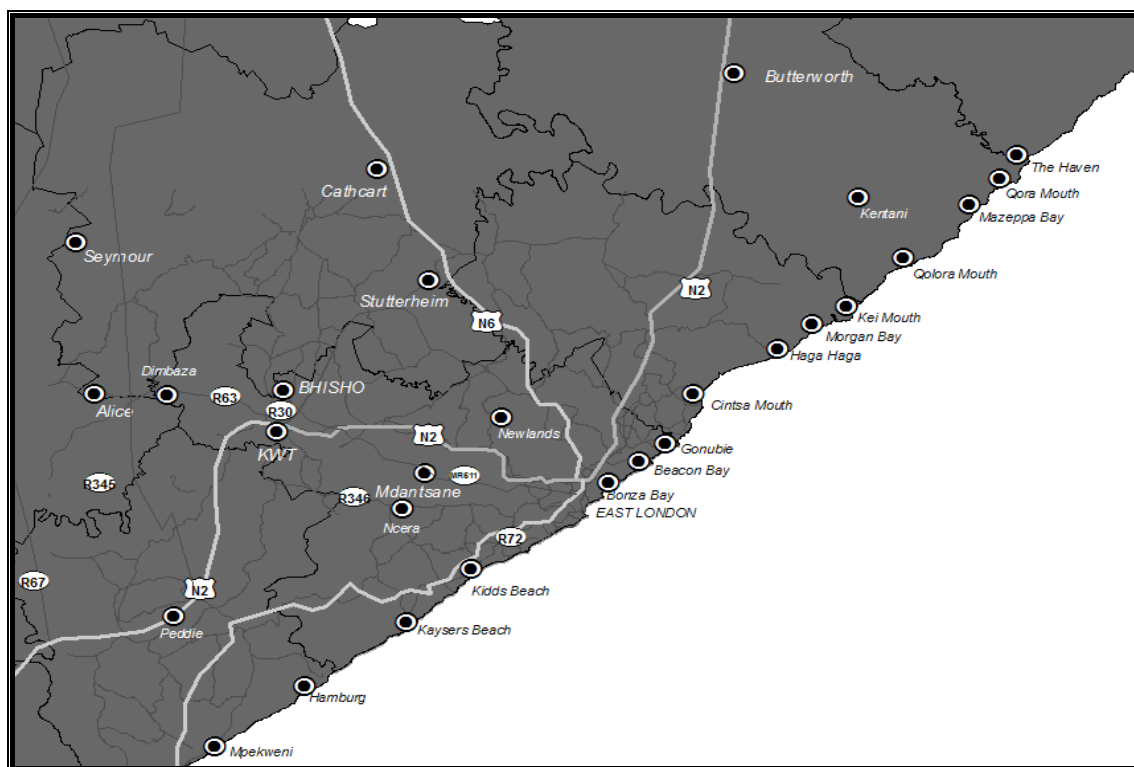 Butterworth
The Haven
Cathcart
Qora Mouth
Kentani
Mazeppa Bay
Seymour
Qolora Mouth
Stutterheim
N2
Kei Mouth
N6
Morgan Bay
Haga Haga
Dimbaza
BHISHO
R63
Cintsa Mouth
Alice
R30
KWT
N2
Newlands
Gonubie
Beacon Bay
MR511
R345
Mdantsane
Bonza Bay
R346
EAST LONDON
Ncera
R72
R67
N2
Kidds Beach
Peddie
Kaysers Beach
Hamburg
Mpekweni